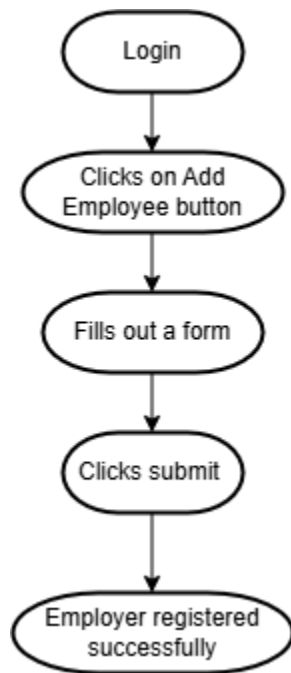 Login
Clicks on Add
Employee button
Fills out a form
Clicks submit
Employer registered
successfully